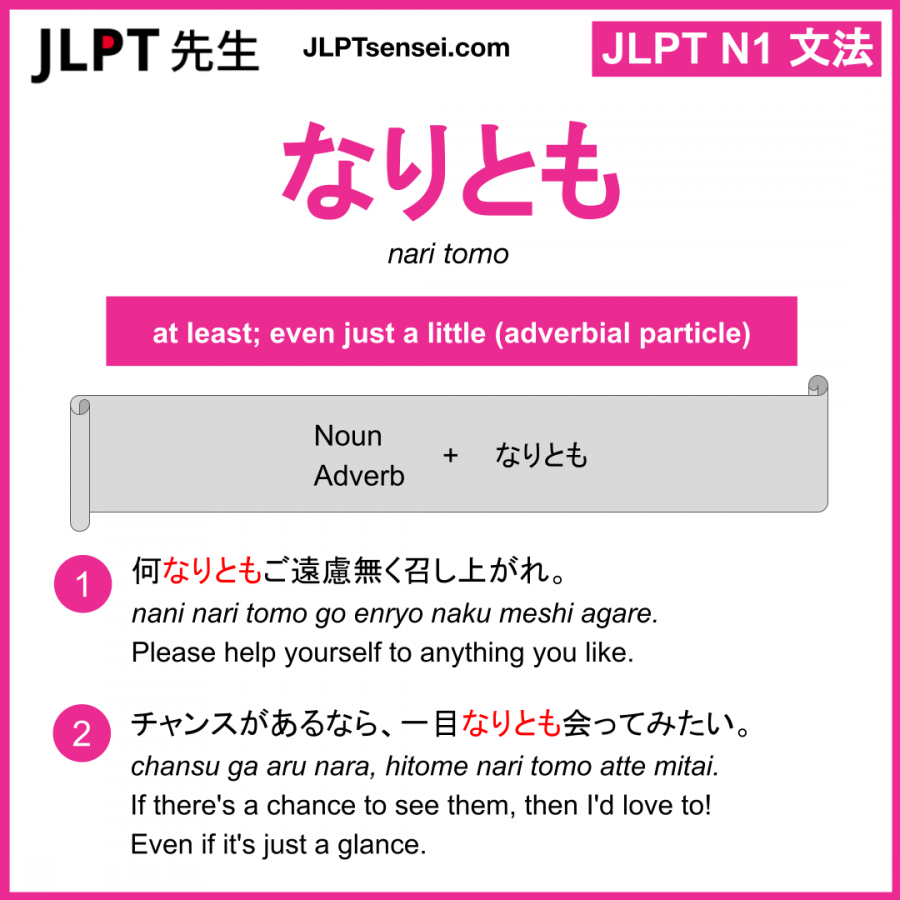 JLPT 先生
JLPTsensei.com
JLPT N1 文法
なりとも
nari tomo
at least; even just a little (adverbial particle)
Noun
Adverb
+
なりとも
1
何なりともご遠慮無く召し上がれ。
nani nari tomo go enryo naku meshi agare.
Please help yourself to anything you like.
2
チャンスがあるなら、一目なりとも会ってみたい。
chansu ga aru nara, hitome nari tomo atte mitai.
If there's a chance to see them, then I'd love to!
Even if it's just a glance.